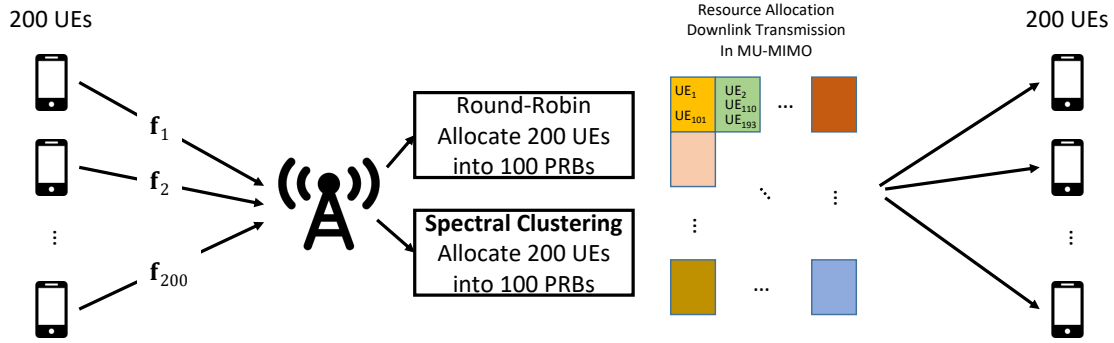 200 UEs
f₁
f₂
⋮
f₂₀₀
Round-Robin
Allocate 200 UEs
into 100 PRBs
Spectral Clustering
Allocate 200 UEs
into 100 PRBs
Resource Allocation
Downlink Transmission
In MU-MIMO
UE₁
UE₁₀₁
UE₂
UE₁₁₀
UE₁₉₃
...
⋱
⋮
⋮
...
200 UEs
⋮